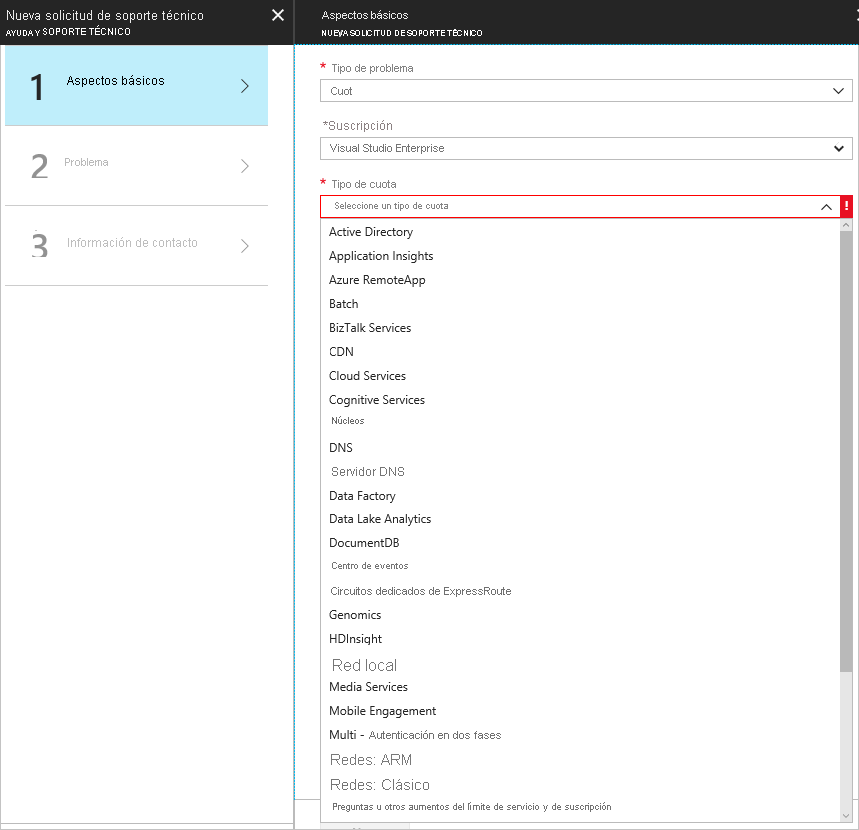 Nueva solicitud de soporte técnico
AYUDA Y SOPORTE TÉCNICO
1 Aspectos básicos
2 Problema
3 Información de contacto
Aspectos básicos
NUEVA SOLICITUD DE SOPORTE TÉCNICO
* Tipo de problema
Cuot
*Suscripción
Visual Studio Enterprise
* Tipo de cuota
Seleccione un tipo de cuota
!
Active Directory
Application Insights
Azure RemoteApp
Batch
BizTalk Services
CDN
Cloud Services
Cognitive Services
Núcleos
DNS
Servidor DNS
Data Factory
Data Lake Analytics
DocumentDB
Centro de eventos
Circuitos dedicados de ExpressRoute
Genomics
HDInsight
Red local
Media Services
Mobile Engagement
Multi - Autenticación en dos fases
Redes: ARM
Redes: Clásico
Preguntas u otros aumentos del límite de servicio y de suscripción